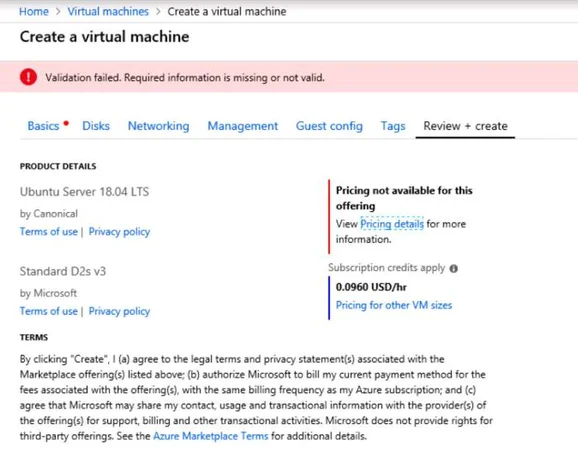 Home > Virtual machines > Create a virtual machine
Create a virtual machine
Validation failed. Required information is missing or not valid.
Basics Disks Networking Management Guest config Tags Review + create
PRODUCT DETAILS
Ubuntu Server 18.04 LTS
by Canonical
Terms of use | Privacy policy
Pricing not available for this
offering
View Pricing details for more
information.
Standard D2s v3
by Microsoft
Terms of use | Privacy policy
Subscription credits apply
0.0960 USD/hr
Pricing for other VM sizes
TERMS
By clicking "Create", I (a) agree to the legal terms and privacy statement(s) associated with the
Marketplace offering(s) listed above; (b) authorize Microsoft to bill my current payment method for the
fees associated with the offering(s), with the same billing frequency as my Azure subscription; and (c)
agree that Microsoft may share my contact, usage and transactional information with the provider(s) of
the offering(s) for support, billing and other transactional activities. Microsoft does not provide rights for
third-party offerings. See the Azure Marketplace Terms for additional details.